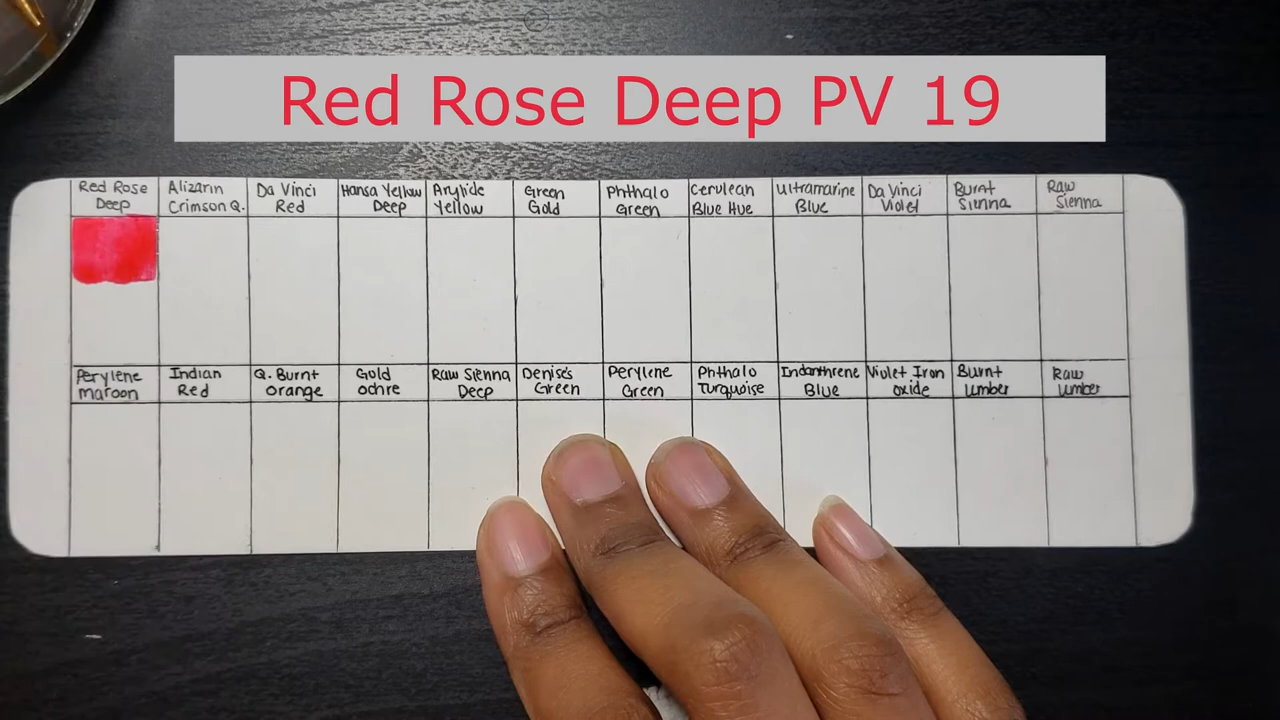 Red Rose Deep PV 19
Red Rose
Deep
Alizarin
Crimson Q.
Da Vinci
Red
Hansa Yellow
Deep
Arylide
Yellow
Green
Gold
Phthalo
Green
Cerulean
Blue Hue
Ultramarine
Blue
Da Vinci
Violet
Burnt
Sienna
Raw
Sienna
Perylene
Maroon
Indian
Red
Q. Burnt
Orange
Gold
Ochre
Raw Sienna
Deep
Denise's
Green
Perylene
Green
Phthalo
Turquoise
Indanthrene
Blue
Violet Iron
Oxide
Burnt
Umber
Raw
Umber